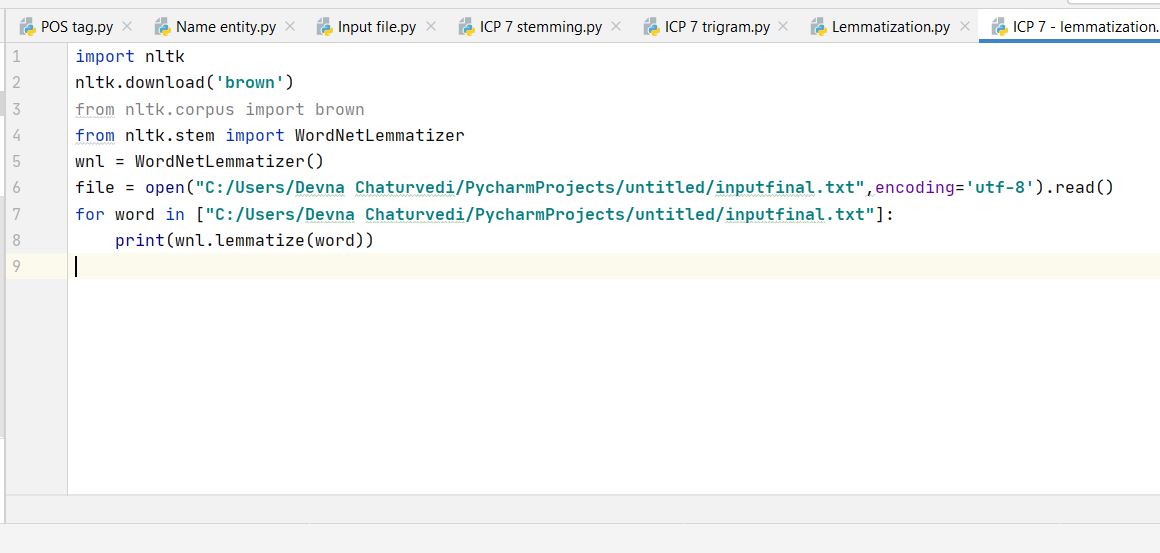 POS tag.py Name entity.py Input file.py ICP 7 stemming.py ICP 7 trigram.py Lemmatization.py ICP 7 - lemmatization.
1 import nltk
2 nltk.download('brown')
3 from nltk.corpus import brown
4 from nltk.stem import WordNetLemmatizer
5 wnl = WordNetLemmatizer()
6 file = open("C:/Users/Devna Chaturvedi/PycharmProjects/untitled/inputfinal.txt",encoding='utf-8').read()
7 for word in ["C:/Users/Devna Chaturvedi/PycharmProjects/untitled/inputfinal.txt"]:
8     print(wnl.lemmatize(word))
9